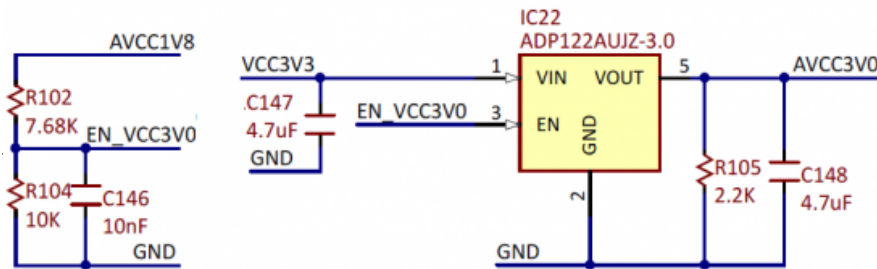 AVCC1V8
R102
7.68K
EN_VCC3V0
R104
10K
C146
10nF
GND
VCC3V3
C147
4.7uF
GND
EN_VCC3V0
IC22
ADP122AUJZ-3.0
1
VIN
VOUT
5
AVCC3V0
3
EN
GND
2
GND
R105
2.2K
C148
4.7uF